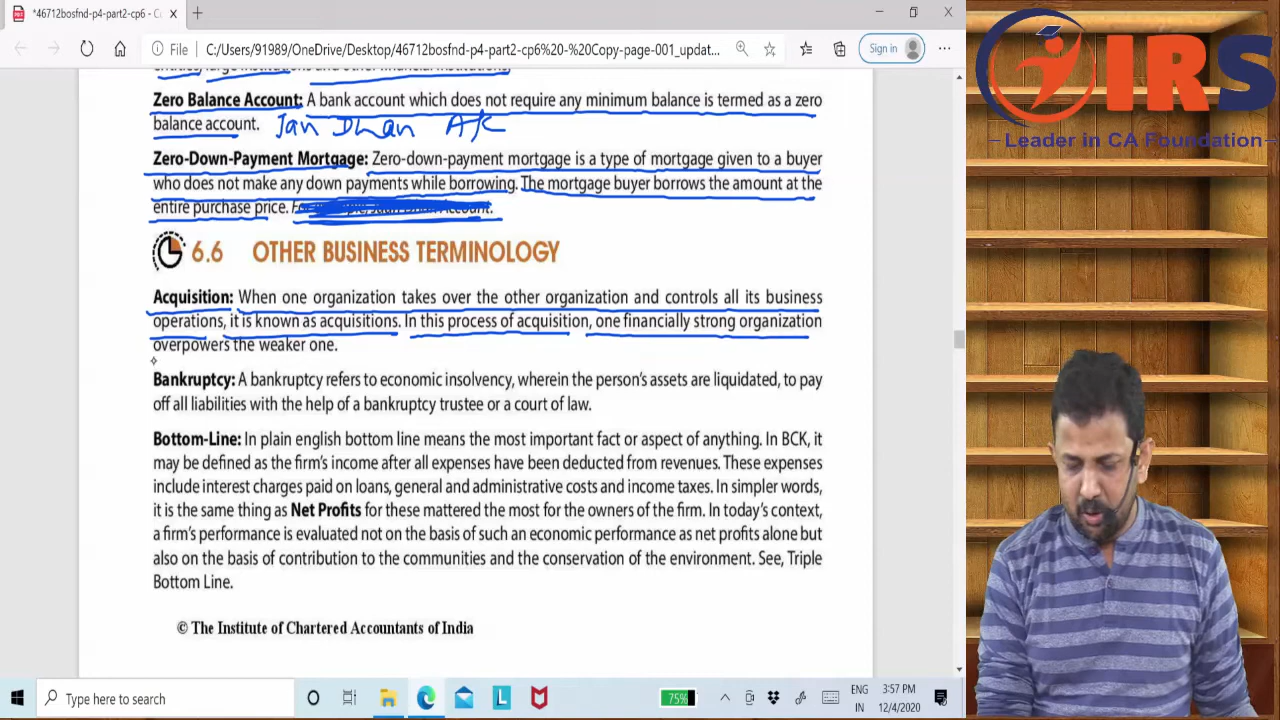 *46712bosfnd-p4-part2-cp6 - Co
File
C:/Users/91989/OneDrive/Desktop/46712bosfnd-p4-part2-cp6%20-%20Copy-page-001_updat...
Sign in
Zero Balance Account: A bank account which does not require any minimum balance is termed as a zero
balance account. Jan Dhan A/c
Zero-Down-Payment Mortgage: Zero-down-payment mortgage is a type of mortgage given to a buyer
who does not make any down payments while borrowing. The mortgage buyer borrows the amount at the
entire purchase price.
6.6 OTHER BUSINESS TERMINOLOGY
Acquisition: When one organization takes over the other organization and controls all its business
operations, it is known as acquisitions. In this process of acquisition, one financially strong organization
overpowers the weaker one.
Bankruptcy: A bankruptcy refers to economic insolvency, wherein the person's assets are liquidated, to pay
off all liabilities with the help of a bankruptcy trustee or a court of law.
Bottom-Line: In plain english bottom line means the most important fact or aspect of anything. In BCK, it
may be defined as the firm's income after all expenses have been deducted from revenues. These expenses
include interest charges paid on loans, general and administrative costs and income taxes. In simpler words,
it is the same thing as Net Profits for these mattered the most for the owners of the firm. In today's context,
a firm's performance is evaluated not on the basis of such an economic performance as net profits alone but
also on the basis of contribution to the communities and the conservation of the environment. See, Triple
Bottom Line.
© The Institute of Chartered Accountants of India
IRS
Leader in CA Foundation
Type here to search
75%
ENG
IN
3:57 PM
12/4/2020